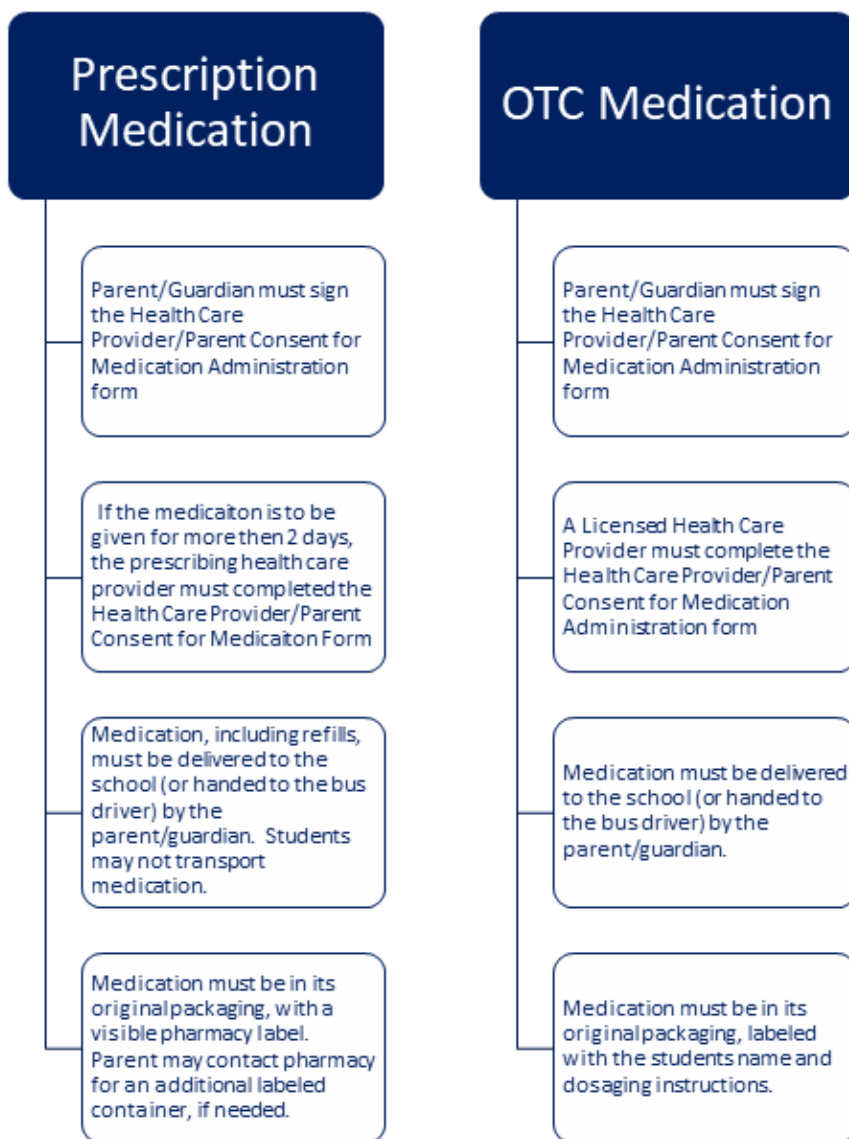 Prescription
Medication
Parent/Guardian must sign
the Health Care
Provider/Parent Consent for
Medication Administration
form
If the medicaiton is to be
given for more then 2 days,
the prescribing health care
provider must completed the
Health Care Provider/Parent
Consent for Medicaiton Form
Medication, including refills,
must be delivered to the
school (or handed to the bus
driver) by the
parent/guardian. Students
may not transport
medication.
Medication must be in its
original packaging, with a
visible pharmacy label.
Parent may contact pharmacy
for an additional labeled
container, if needed.
OTC Medication
Parent/Guardian must sign
the Health Care
Provider/Parent Consent for
Medication Administration
form
A Licensed Health Care
Provider must complete the
Health Care Provider/Parent
Consent for Medication
Administration form
Medication must be delivered
to the school (or handed to
the bus driver) by the
parent/guardian.
Medication must be in its
original packaging, labeled
with the students name and
dosaging instructions.